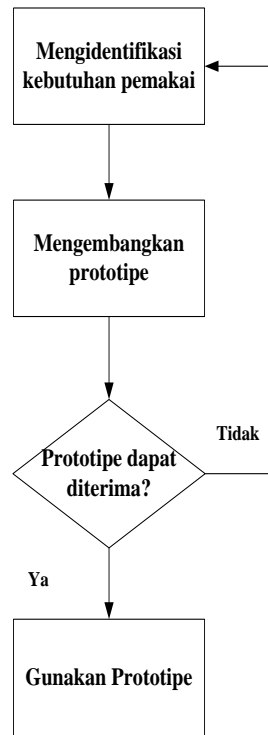 Mengidentifikasi
kebutuhan pemakai
Mengembangkan
prototipe
Tidak
Prototipe dapat
diterima?
Ya
Gunakan Prototipe